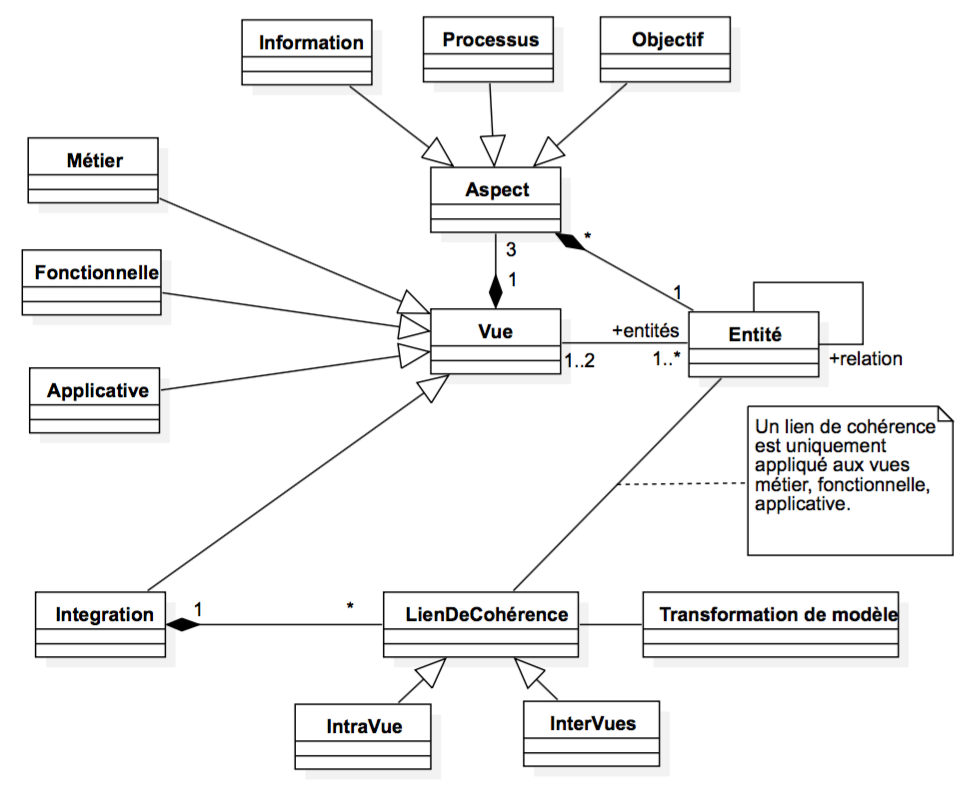 Information
Processus
Objectif
Métier
Aspect
Fonctionnelle
3
*
1
1
Vue
+entités
Entité
1..2
1..*
+relation
Applicative
Un lien de cohérence
est uniquement
appliqué aux vues
métier, fonctionnelle,
applicative.
Integration
1
*
LienDeCohérence
Transformation de modèle
IntraVue
InterVues